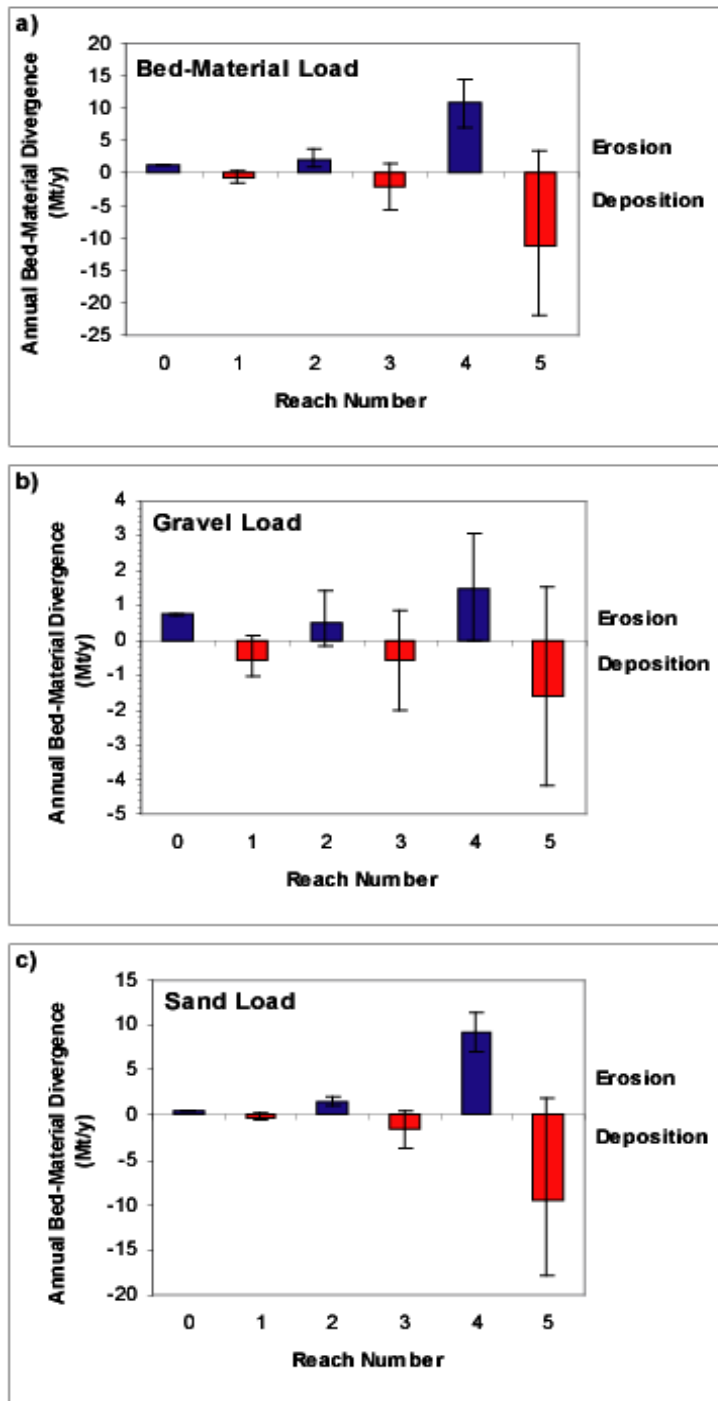 a)
Bed-Material Load
Annual Bed-Material Divergence
(Mt/y)
20
15
10
5
0
-5
-10
-15
-20
-25
Erosion
Deposition
0 1 2 3 4 5
Reach Number
b)
Gravel Load
Annual Bed-Material Divergence
(Mt/y)
4
3
2
1
0
-1
-2
-3
-4
-5
Erosion
Deposition
0 1 2 3 4 5
Reach Number
c)
Sand Load
Annual Bed-Material Divergence
(Mt/y)
15
10
5
0
-5
-10
-15
-20
Erosion
Deposition
0 1 2 3 4 5
Reach Number